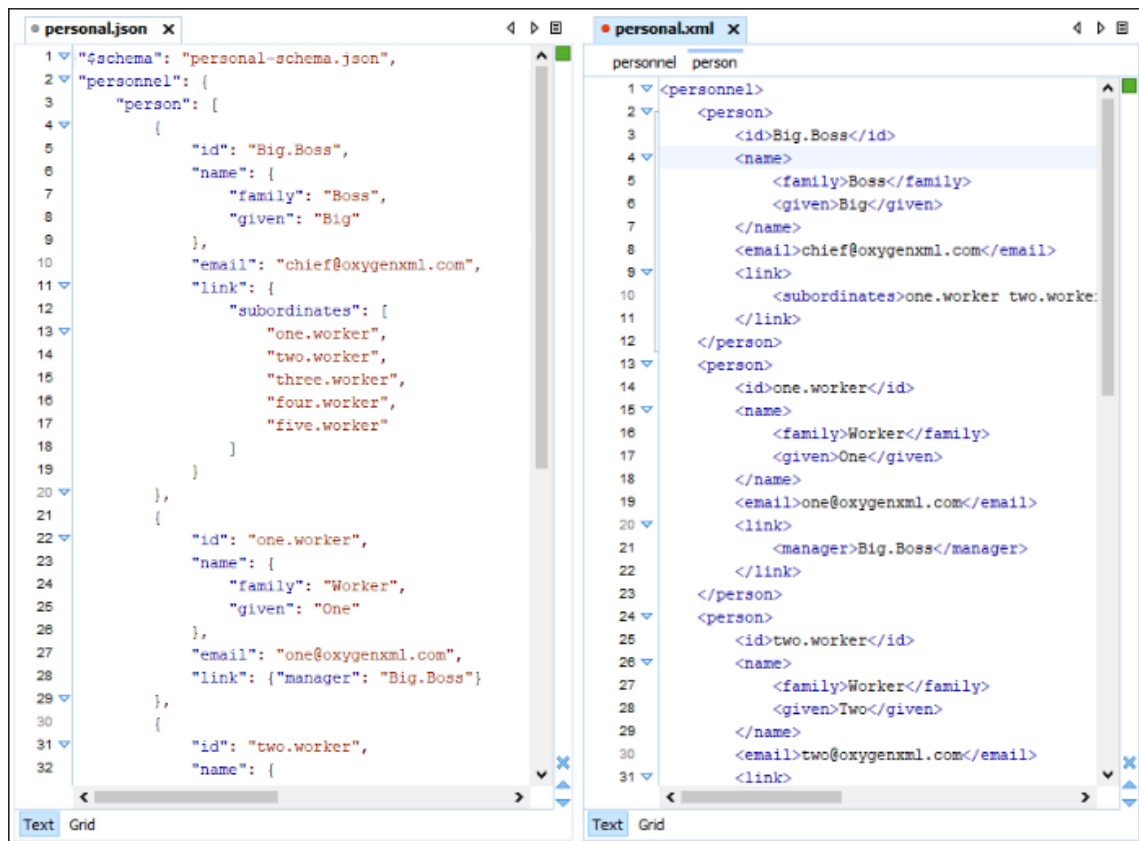 personal.json
1 "$schema": "personal-schema.json",
2 "personnel": {
3 "person": [
4 {
5 "id": "Big.Boss",
6 "name": {
7 "family": "Boss",
8 "given": "Big"
9 },
10 "email": "chief@oxygenxml.com",
11 "link": {
12 "subordinates": [
13 "one.worker",
14 "two.worker",
15 "three.worker",
16 "four.worker",
17 "five.worker"
18 ]
19 }
20 },
21 {
22 "id": "one.worker",
23 "name": {
24 "family": "Worker",
25 "given": "One"
26 },
27 "email": "one@oxygenxml.com",
28 "link": {"manager": "Big.Boss"}
29 },
30 {
31 "id": "two.worker",
32 "name": {
Text Grid
personal.xml
personnel person
1 <personnel>
2 <person>
3 <id>Big.Boss</id>
4 <name>
5 <family>Boss</family>
6 <given>Big</given>
7 </name>
8 <email>chief@oxygenxml.com</email>
9 <link>
10 <subordinates>one.worker two.worke
11 </link>
12 </person>
13 <person>
14 <id>one.worker</id>
15 <name>
16 <family>Worker</family>
17 <given>One</given>
18 </name>
19 <email>one@oxygenxml.com</email>
20 <link>
21 <manager>Big.Boss</manager>
22 </link>
23 </person>
24 <person>
25 <id>two.worker</id>
26 <name>
27 <family>Worker</family>
28 <given>Two</given>
29 </name>
30 <email>two@oxygenxml.com</email>
31 <link>
Text Grid